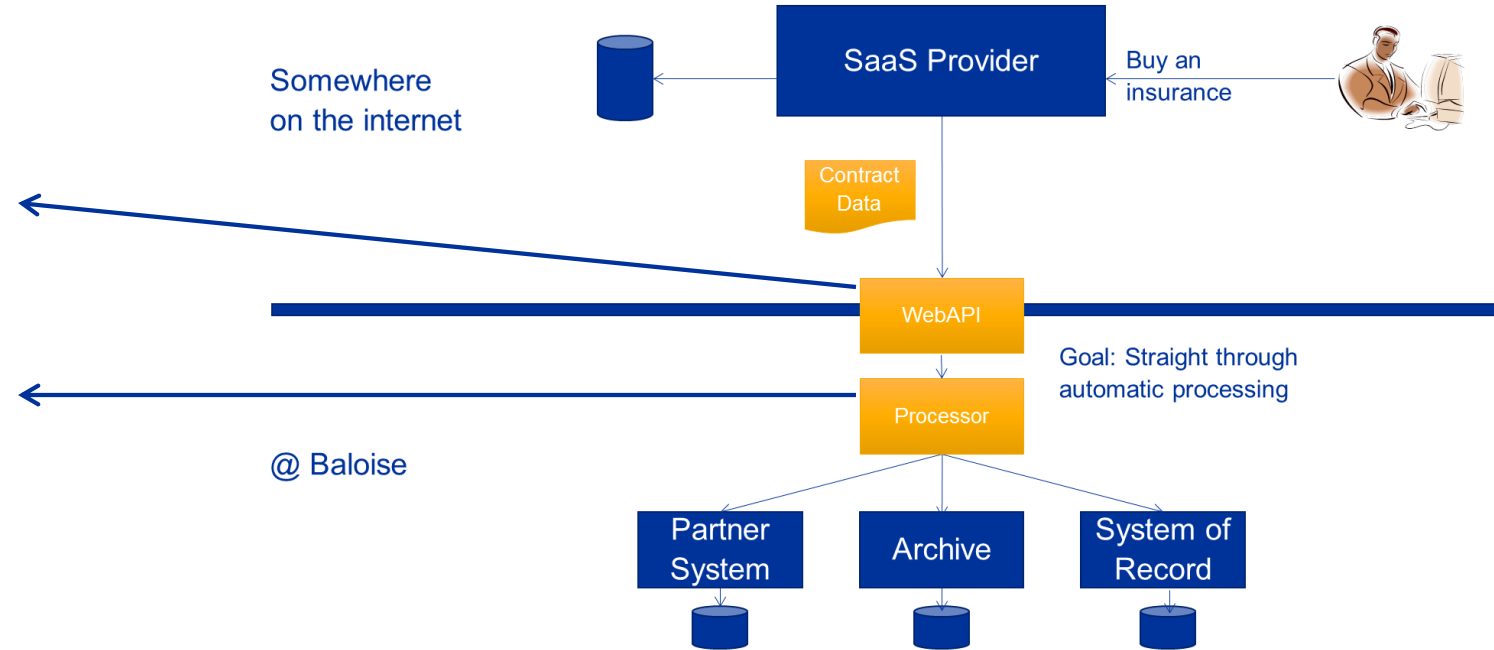 SaaS Provider
Buy an
insurance
Somewhere
on the internet
Contract
Data
WebAPI
Goal: Straight through
automatic processing
Processor
@ Baloise
Partner
System
Archive
System of
Record